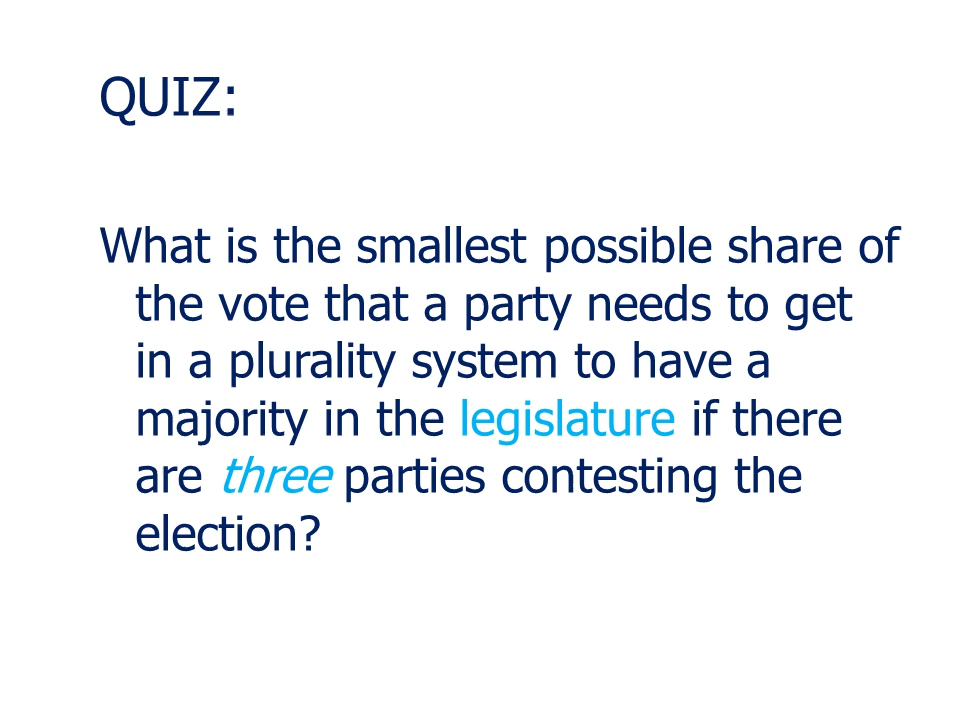 QUIZ:
What is the smallest possible share of
the vote that a party needs to get
in a plurality system to have a
majority in the legislature if there
are three parties contesting the
election?